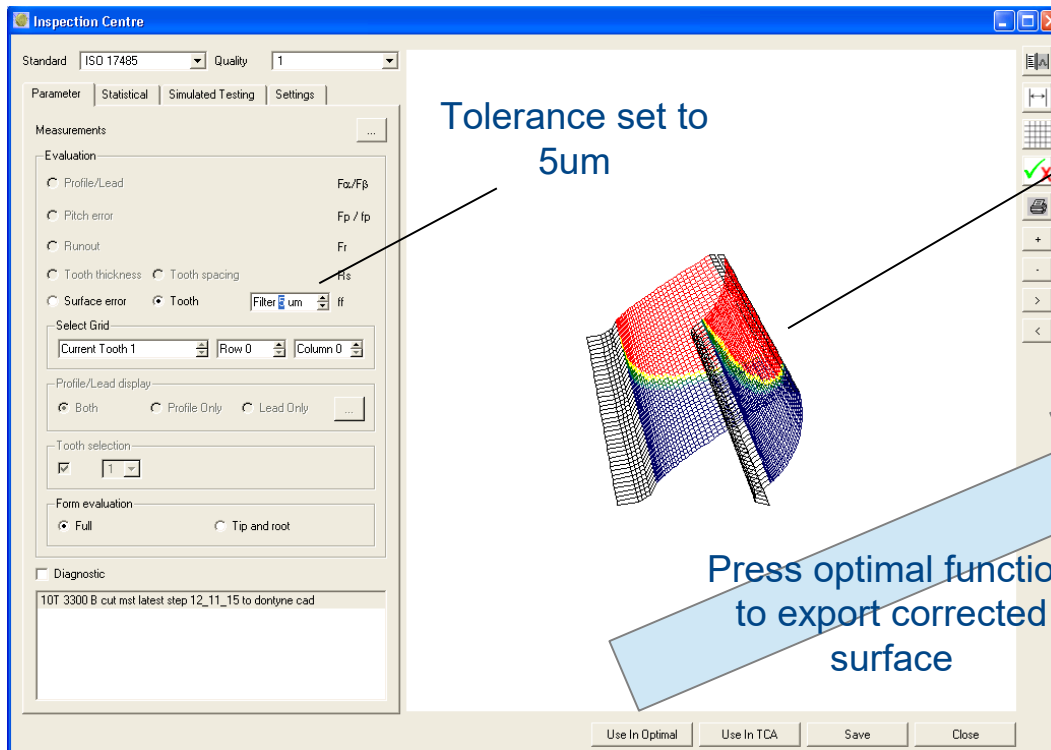 Inspection Centre
Standard ISO 17485 Quality 1
Parameter Statistical Simulated Testing Settings
Measurements ...
Evaluation
Profile/Lead Fα/Fβ
Pitch error Fp / fp
Runout Fr
Tooth thickness Tooth spacing
Surface error Tooth Filter 5 um ff
Select Grid
Current Tooth 1 Row 0 Column 0
Profile/Lead display
Both Profile Only Lead Only ...
Tooth selection
1
Form evaluation
Full Tip and root
Diagnostic
10T 3300 B cut mst latest step 12_11_15 to dontyne cad
Tolerance set to
5um
+
-
>
<
Press optimal
to export corrected
surface
Use In Optimal Use In TCA Save Close